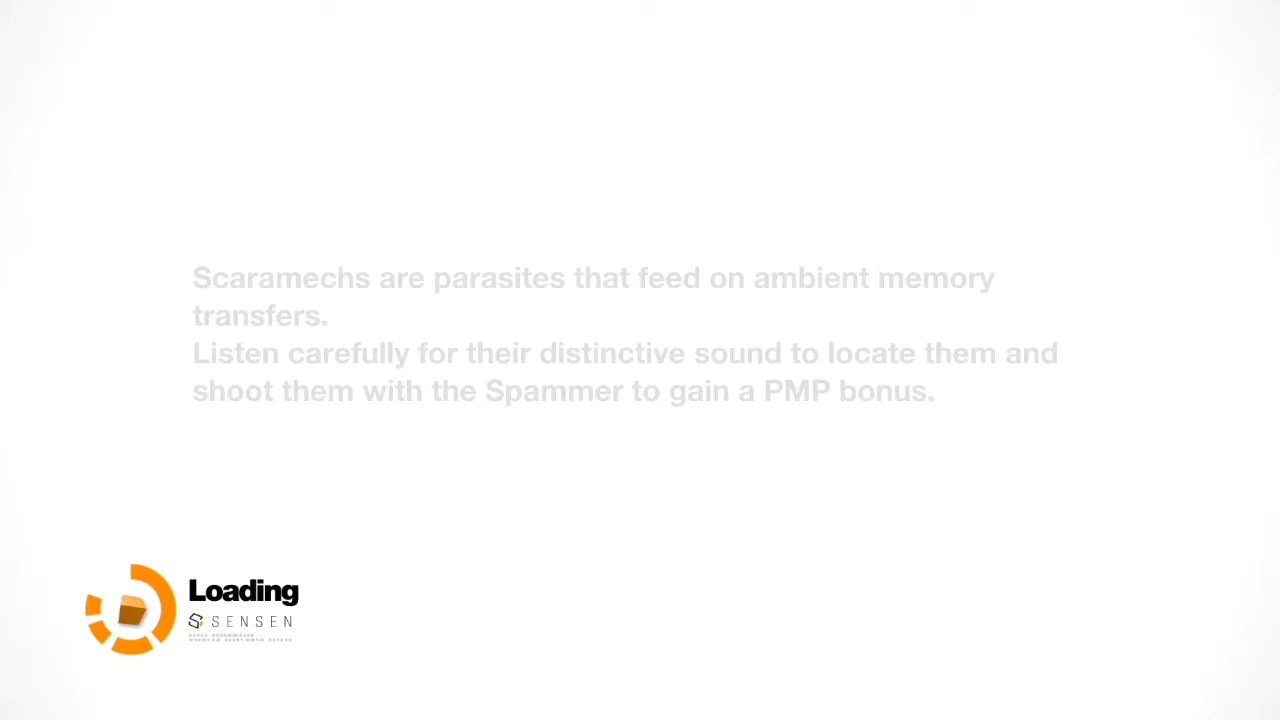 Scaramechs are parasites that feed on ambient memory
transfers.
Listen carefully for their distinctive sound to locate them and
shoot them with the Spammer to gain a PMP bonus.
Loading
SENSEN